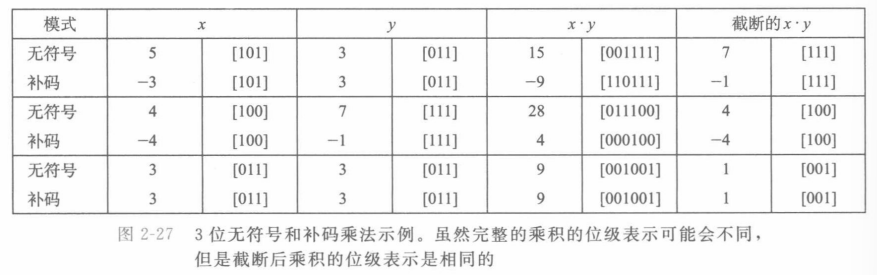 模式 x y x·y 截断的x·y
无符号 5 [101] 3 [011] 15 [001111] 7 [111]
补码 −3 [101] 3 [011] −9 [110111] −1 [111]
无符号 4 [100] 7 [111] 28 [011100] 4 [100]
补码 −4 [100] −1 [111] 4 [000100] −4 [100]
无符号 3 [011] 3 [011] 9 [001001] 1 [001]
补码 3 [011] 3 [011] 9 [001001] 1 [001]
图 2-27 3 位无符号和补码乘法示例。虽然完整的乘积的位级表示可能会不同，
但是截断后乘积的位级表示是相同的